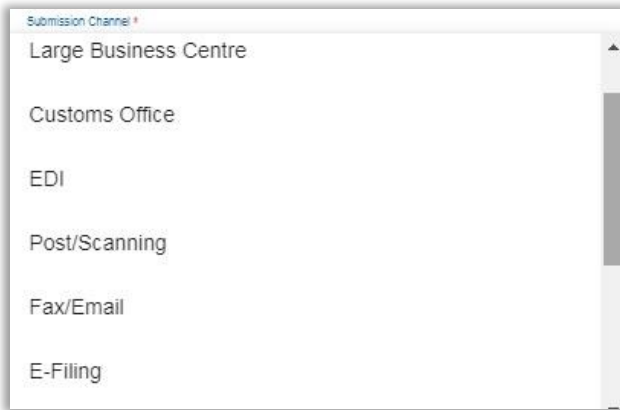 Submission Channel *
Large Business Centre
Customs Office
EDI
Post/Scanning
Fax/Email
E-Filing